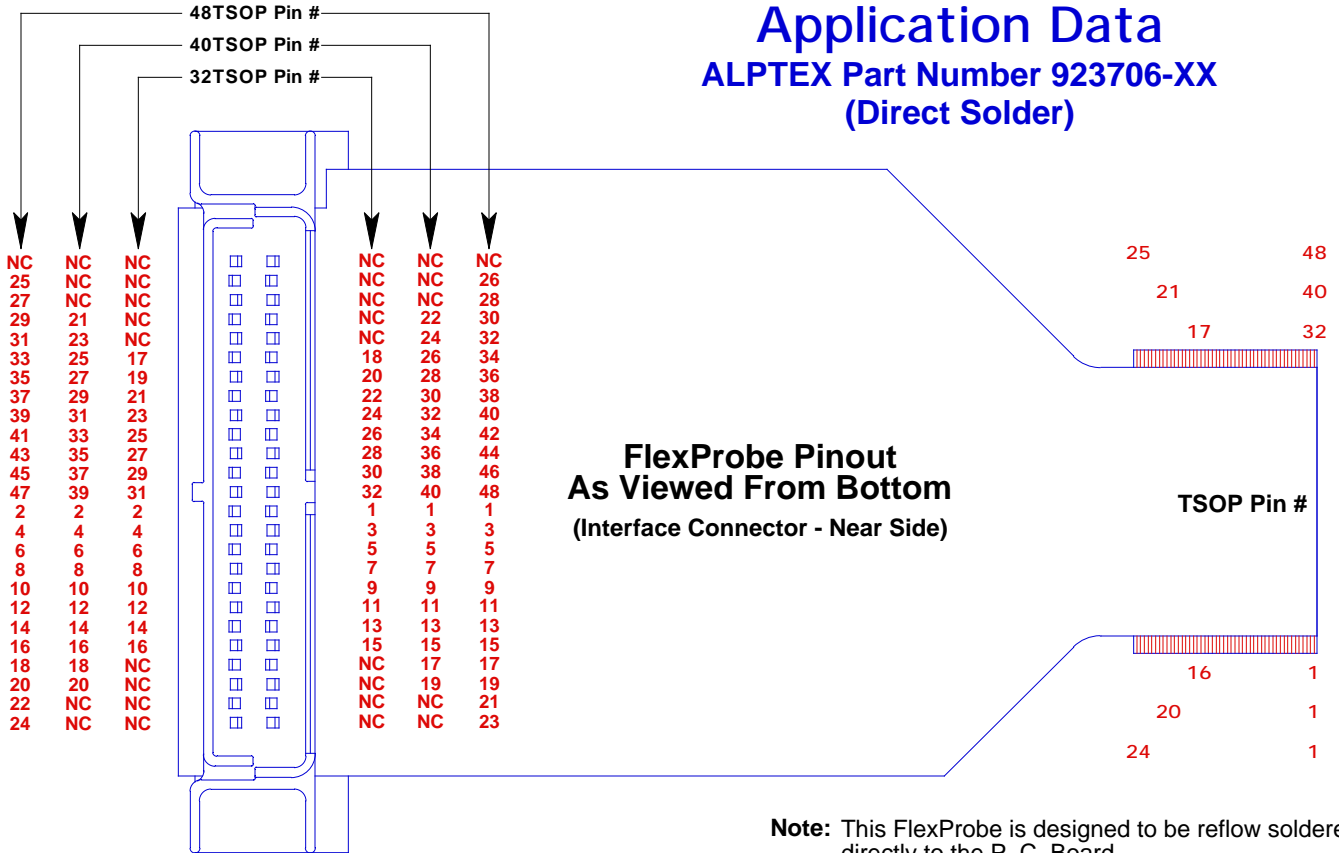 Application Data
ALPTEX Part Number 923706-XX
(Direct Solder)
48TSOP Pin #
40TSOP Pin #
32TSOP Pin #
NC NC NC NC NC NC
25 NC NC NC NC 26
27 NC NC NC NC 28
29 21 NC NC 22 30
31 23 NC NC 24 32
33 25 17 18 26 34
35 27 19 20 28 36
37 29 21 22 30 38
39 31 23 24 32 40
41 33 25 26 34 42
43 35 27 28 36 44
45 37 29 30 38 46
47 39 31 32 40 48
2 2 2 1 1 1
4 4 4 3 3 3
6 6 6 5 5 5
8 8 8 7 7 7
10 10 10 9 9 9
12 12 12 11 11 11
14 14 14 13 13 13
16 16 16 15 15 15
18 18 NC NC 17 17
20 20 NC NC 19 19
22 NC NC NC NC 21
24 NC NC NC NC 23
FlexProbe Pinout
As Viewed From Bottom
(Interface Connector - Near Side)
25 48
21 40
17 32
TSOP Pin #
16 1
20 1
24 1
Note: This FlexProbe is designed to be reflow soldere
directly to the P. C. Board